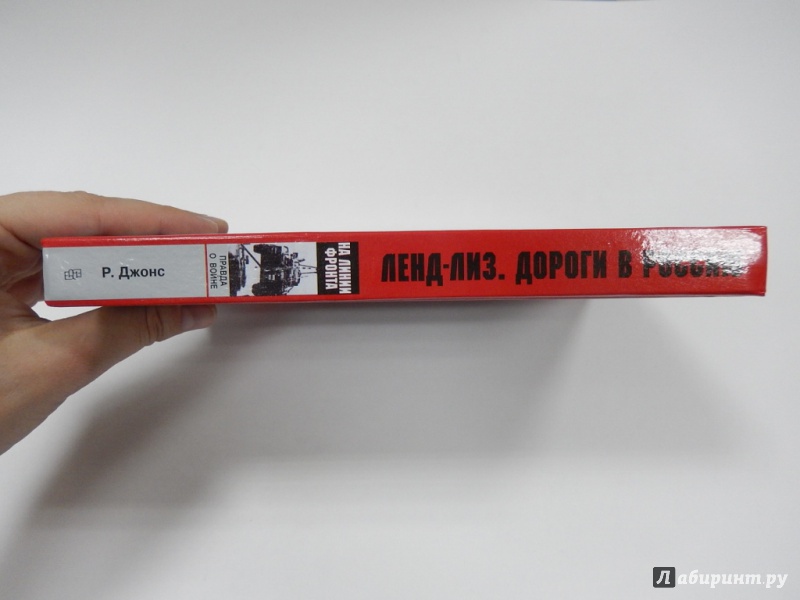 Р. Джонс
ПРАВДА
О ВОЙНЕ
НА ЛИНИИ
ФРОНТА
ЛЕНД-ЛИЗ. ДОРОГИ В РОССИЮ
Лабиринт.ру